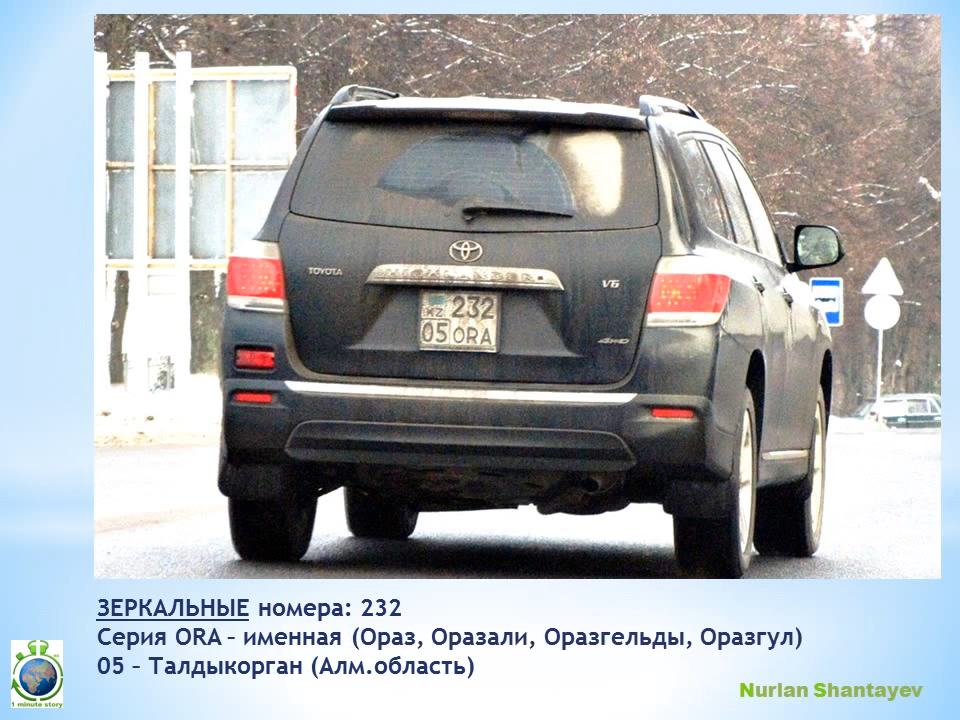 TOYOTA
HIGHLANDER
V6
KZ 232
05 ORA
4WD
ЗЕРКАЛЬНЫЕ номера: 232
Серия ORA – именная (Ораз, Оразали, Оразгельды, Оразгул)
05 – Талдыкорган (Алм.область)
1 minute story
Nurlan Shantayev